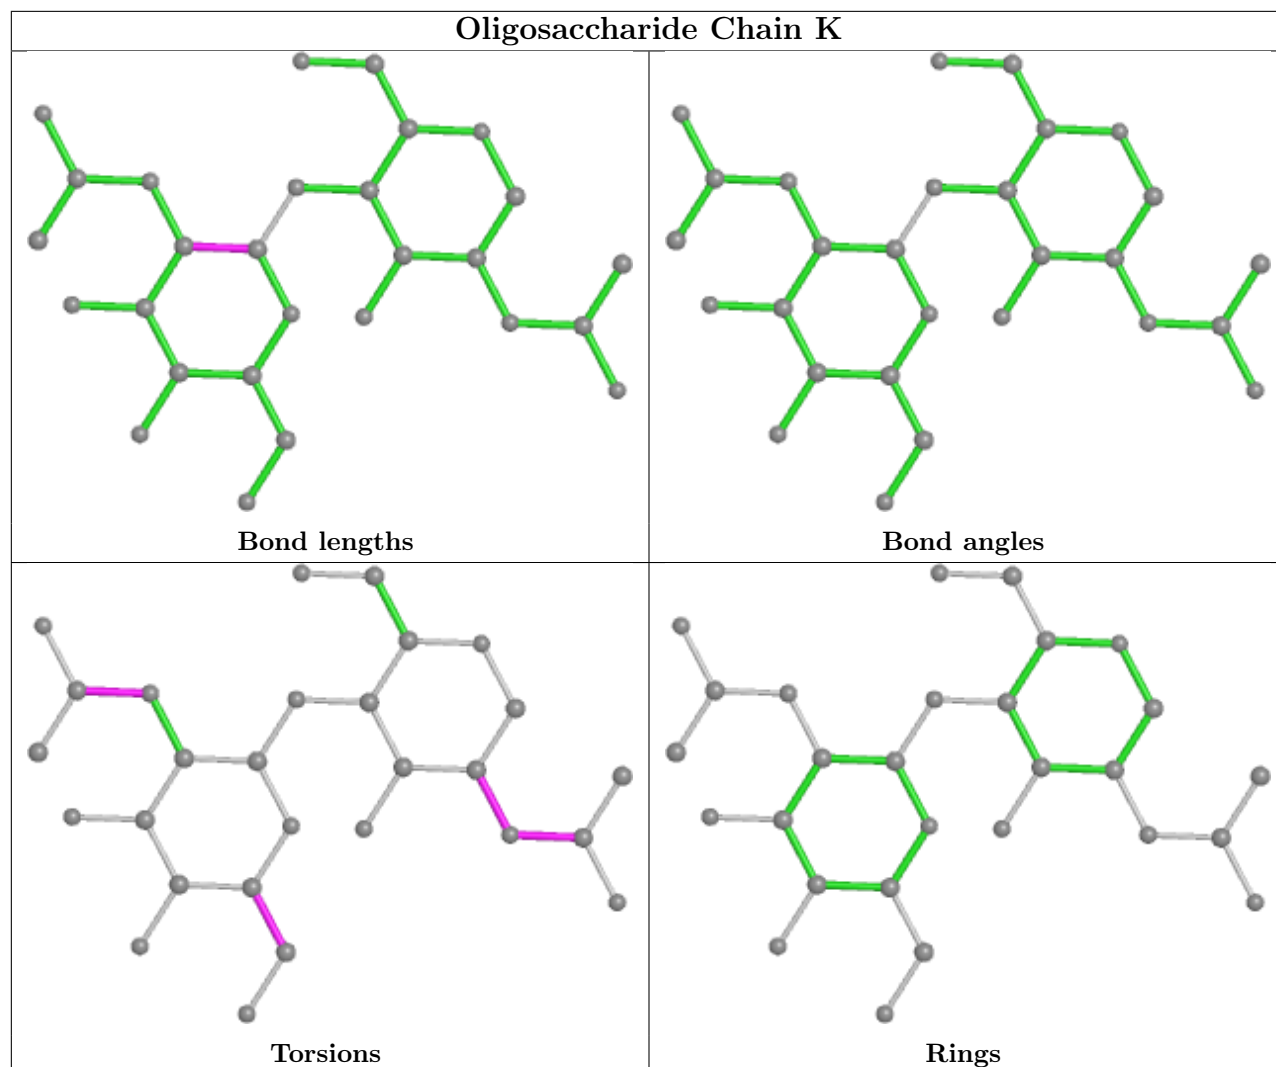 Oligosaccharide Chain K
Bond lengths
Bond angles
Torsions
Rings